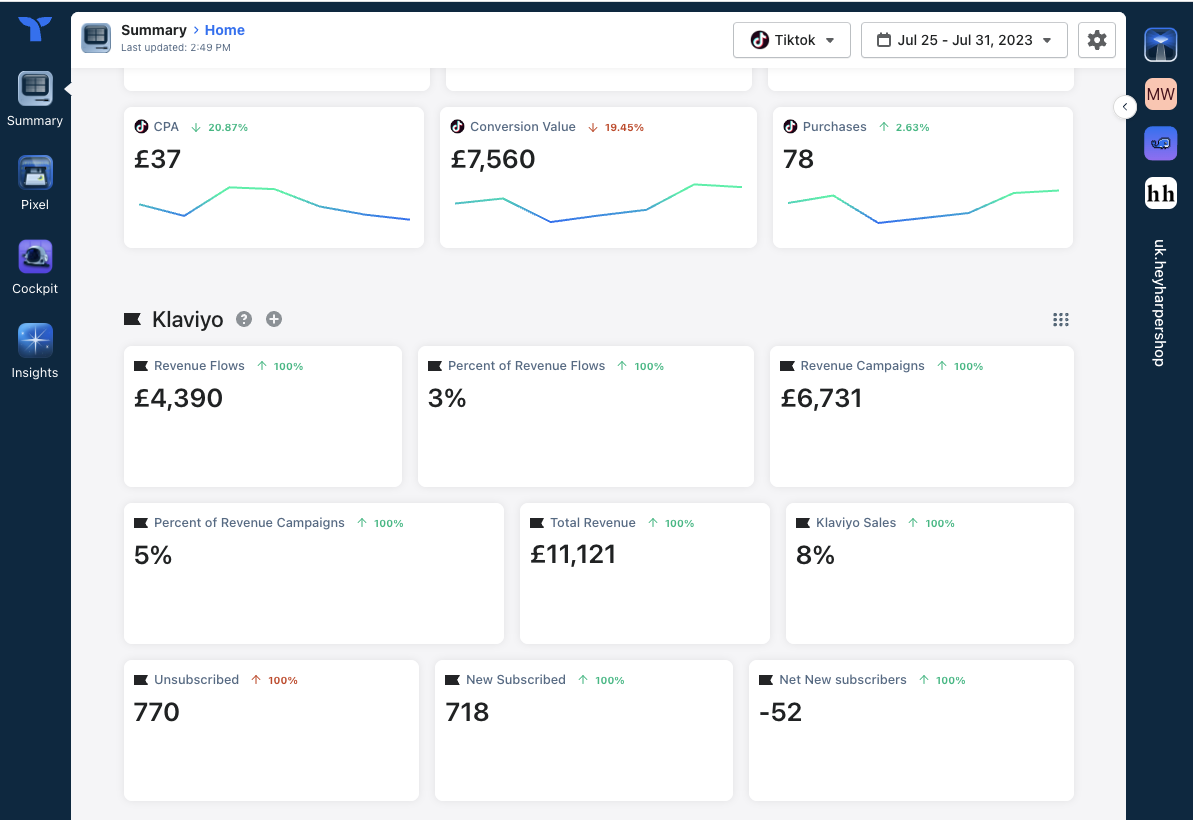 Summary > Home
Last updated: 2:49 PM
Tiktok
Jul 25 - Jul 31, 2023
Summary
Pixel
Cockpit
Insights
CPA ↓ 20.87%
£37
Conversion Value ↓ 19.45%
£7,560
Purchases ↑ 2.63%
78
Klaviyo ? +
Revenue Flows ↑ 100%
£4,390
Percent of Revenue Flows ↑ 100%
3%
Revenue Campaigns ↑ 100%
£6,731
Percent of Revenue Campaigns ↑ 100%
5%
Total Revenue ↑ 100%
£11,121
Klaviyo Sales ↑ 100%
8%
Unsubscribed ↑ 100%
770
New Subscribed ↑ 100%
718
Net New subscribers ↑ 100%
-52
MW
hh
uk.heyharpershop